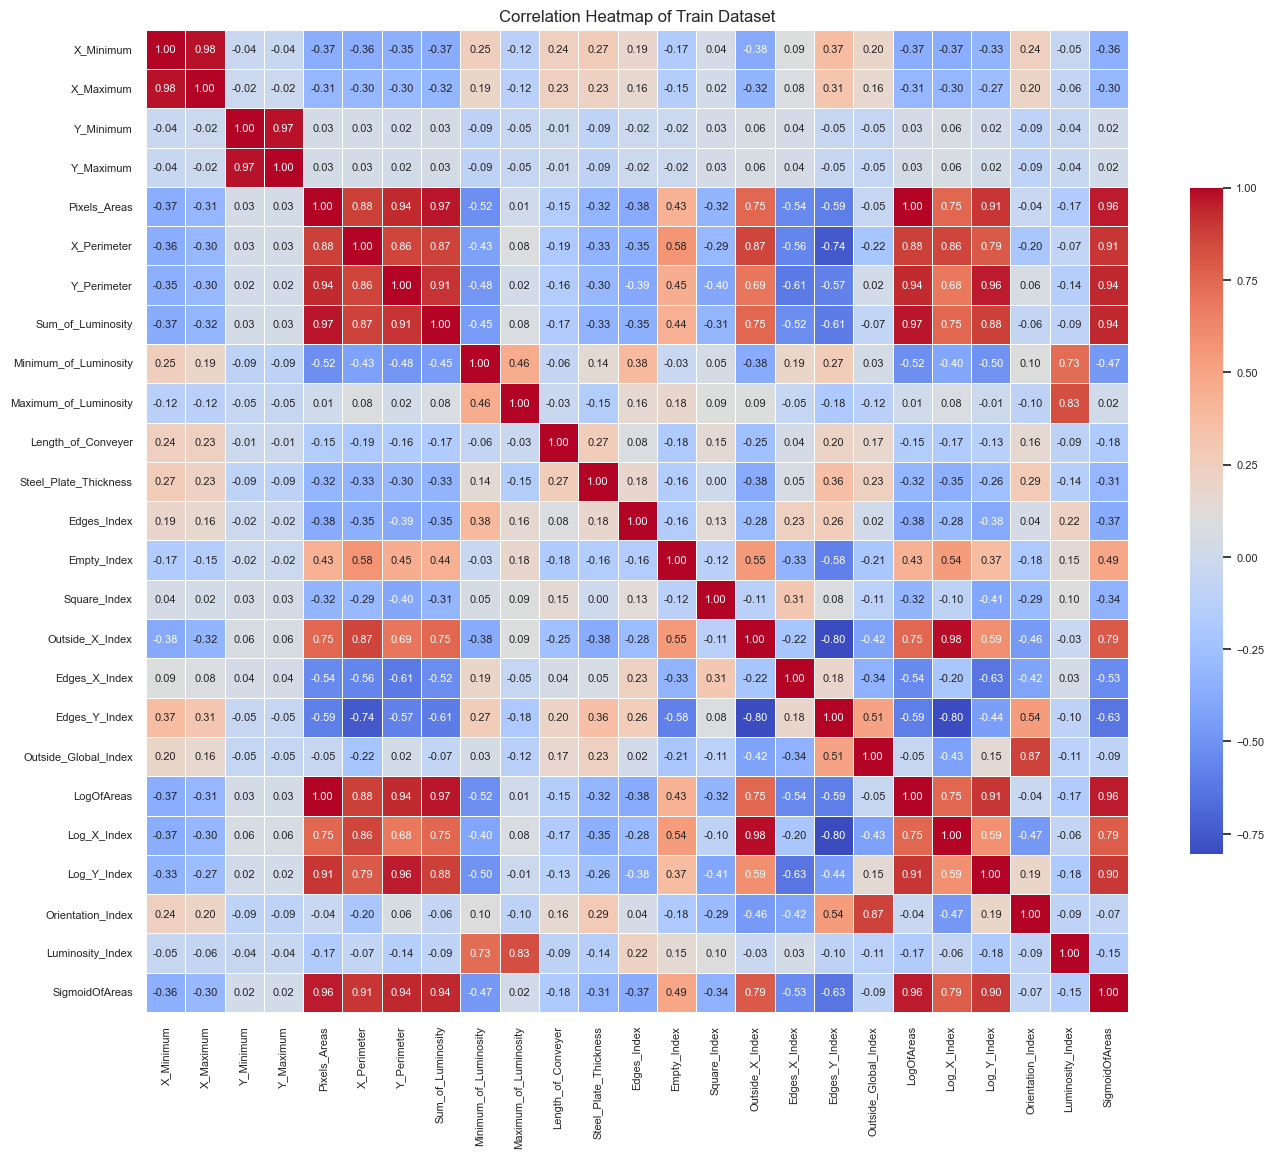 Correlation Heatmap of Train Dataset
X_Minimum 1.00 0.98 -0.04 -0.04 -0.37 -0.36 -0.35 -0.37 0.25 -0.12 0.24 0.27 0.19 -0.17 0.04 -0.38 0.09 0.37 0.20 -0.37 -0.37 -0.33 0.24 -0.05 -0.36
X_Maximum 0.98 1.00 -0.02 -0.02 -0.31 -0.30 -0.30 -0.32 0.19 -0.12 0.23 0.23 0.16 -0.15 0.02 -0.32 0.08 0.31 0.16 -0.31 -0.30 -0.27 0.20 -0.06 -0.30
Y_Minimum -0.04 -0.02 1.00 0.97 0.03 0.03 0.02 0.03 -0.09 -0.05 -0.01 -0.09 -0.02 -0.02 0.03 0.06 0.04 -0.05 -0.05 0.03 0.06 0.02 -0.09 -0.04 0.02
Y_Maximum -0.04 -0.02 0.97 1.00 0.03 0.03 0.02 0.03 -0.09 -0.05 -0.01 -0.09 -0.02 -0.02 0.03 0.06 0.04 -0.05 -0.05 0.03 0.06 0.02 -0.09 -0.04 0.02
Pixels_Areas -0.37 -0.31 0.03 0.03 1.00 0.88 0.94 0.97 -0.52 0.01 -0.15 -0.32 -0.38 0.43 -0.32 0.75 -0.54 -0.59 -0.05 1.00 0.75 0.91 -0.04 -0.17 0.96
X_Perimeter -0.36 -0.30 0.03 0.03 0.88 1.00 0.86 0.87 -0.43 0.08 -0.19 -0.33 -0.35 0.58 -0.29 0.87 -0.56 -0.74 -0.22 0.88 0.86 0.79 -0.20 -0.07 0.91
Y_Perimeter -0.35 -0.30 0.02 0.02 0.94 0.86 1.00 0.91 -0.48 0.02 -0.16 -0.30 -0.39 0.45 -0.40 0.69 -0.61 -0.57 0.02 0.94 0.68 0.96 0.06 -0.14 0.94
Sum_of_Luminosity -0.37 -0.32 0.03 0.03 0.97 0.87 0.91 1.00 -0.45 0.08 -0.17 -0.33 -0.35 0.44 -0.31 0.75 -0.52 -0.61 -0.07 0.97 0.75 0.88 -0.06 -0.09 0.94
Minimum_of_Luminosity 0.25 0.19 -0.09 -0.09 -0.52 -0.43 -0.48 -0.45 1.00 0.46 -0.06 0.14 0.38 -0.03 0.05 -0.38 0.19 0.27 0.03 -0.52 -0.40 -0.50 0.10 0.73 -0.47
Maximum_of_Luminosity -0.12 -0.12 -0.05 -0.05 0.01 0.08 0.02 0.08 0.46 1.00 -0.03 -0.15 0.16 0.18 0.09 0.09 -0.05 -0.18 -0.12 0.01 0.08 -0.01 -0.10 0.83 0.02
Length_of_Conveyer 0.24 0.23 -0.01 -0.01 -0.15 -0.19 -0.16 -0.17 -0.06 -0.03 1.00 0.27 0.08 -0.18 0.15 -0.25 0.04 0.20 0.17 -0.15 -0.17 -0.13 0.16 -0.09 -0.18
Steel_Plate_Thickness 0.27 0.23 -0.09 -0.09 -0.32 -0.33 -0.30 -0.33 0.14 -0.15 0.27 1.00 0.18 -0.16 0.00 -0.38 0.05 0.36 0.23 -0.32 -0.35 -0.26 0.29 -0.14 -0.31
Edges_Index 0.19 0.16 -0.02 -0.02 -0.38 -0.35 -0.39 -0.35 0.38 0.16 0.08 0.18 1.00 -0.16 0.13 -0.28 0.23 0.26 0.02 -0.38 -0.28 -0.38 0.04 0.22 -0.37
Empty_Index -0.17 -0.15 -0.02 -0.02 0.43 0.58 0.45 0.44 -0.03 0.18 -0.18 -0.16 -0.16 1.00 -0.12 0.55 -0.33 -0.58 -0.21 0.43 0.54 0.37 -0.18 0.15 0.49
Square_Index 0.04 0.02 0.03 0.03 -0.32 -0.29 -0.40 -0.31 0.05 0.09 0.15 0.00 0.13 -0.12 1.00 -0.11 0.31 0.08 -0.11 -0.32 -0.10 -0.41 -0.29 0.10 -0.34
Outside_X_Index -0.38 -0.32 0.06 0.06 0.75 0.87 0.69 0.75 -0.38 0.09 -0.25 -0.38 -0.28 0.55 -0.11 1.00 -0.22 -0.80 -0.42 0.75 0.98 0.59 -0.46 -0.03 0.79
Edges_X_Index 0.09 0.08 0.04 0.04 -0.54 -0.56 -0.61 -0.52 0.19 -0.05 0.04 0.05 0.23 -0.33 0.31 -0.22 1.00 0.18 -0.34 -0.54 -0.20 -0.63 -0.42 0.03 -0.53
Edges_Y_Index 0.37 0.31 -0.05 -0.05 -0.59 -0.74 -0.57 -0.61 0.27 -0.18 0.20 0.36 0.26 -0.58 0.08 -0.80 0.18 1.00 0.51 -0.59 -0.80 -0.44 0.54 -0.10 -0.63
Outside_Global_Index 0.20 0.16 -0.05 -0.05 -0.05 -0.22 0.02 -0.07 0.03 -0.12 0.17 0.23 0.02 -0.21 -0.11 -0.42 -0.34 0.51 1.00 -0.05 -0.43 0.15 0.87 -0.11 -0.09
LogOfAreas -0.37 -0.31 0.03 0.03 1.00 0.88 0.94 0.97 -0.52 0.01 -0.15 -0.32 -0.38 0.43 -0.32 0.75 -0.54 -0.59 -0.05 1.00 0.75 0.91 -0.04 -0.17 0.96
Log_X_Index -0.37 -0.30 0.06 0.06 0.75 0.86 0.68 0.75 -0.40 0.08 -0.17 -0.35 -0.28 0.54 -0.10 0.98 -0.20 -0.80 -0.43 0.75 1.00 0.59 -0.47 -0.06 0.79
Log_Y_Index -0.33 -0.27 0.02 0.02 0.91 0.79 0.96 0.88 -0.50 -0.01 -0.13 -0.26 -0.38 0.37 -0.41 0.59 -0.63 -0.44 0.15 0.91 0.59 1.00 0.19 -0.18 0.90
Orientation_Index 0.24 0.20 -0.09 -0.09 -0.04 -0.20 0.06 -0.06 0.10 -0.10 0.16 0.29 0.04 -0.18 -0.29 -0.46 -0.42 0.54 0.87 -0.04 -0.47 0.19 1.00 -0.09 -0.07
Luminosity_Index -0.05 -0.06 -0.04 -0.04 -0.17 -0.07 -0.14 -0.09 0.73 0.83 -0.09 -0.14 0.22 0.15 0.10 -0.03 0.03 -0.10 -0.11 -0.17 -0.06 -0.18 -0.09 1.00 -0.15
SigmoidOfAreas -0.36 -0.30 0.02 0.02 0.96 0.91 0.94 0.94 -0.47 0.02 -0.18 -0.31 -0.37 0.49 -0.34 0.79 -0.53 -0.63 -0.09 0.96 0.79 0.90 -0.07 -0.15 1.00
X_Minimum
X_Maximum
Y_Minimum
Y_Maximum
Pixels_Areas
X_Perimeter
Y_Perimeter
Sum_of_Luminosity
Minimum_of_Luminosity
Maximum_of_Luminosity
Length_of_Conveyer
Steel_Plate_Thickness
Edges_Index
Empty_Index
Square_Index
Outside_X_Index
Edges_X_Index
Edges_Y_Index
Outside_Global_Index
LogOfAreas
Log_X_Index
Log_Y_Index
Orientation_Index
Luminosity_Index
SigmoidOfAreas
1.00
0.75
0.50
0.25
0.00
−0.25
−0.50
−0.75